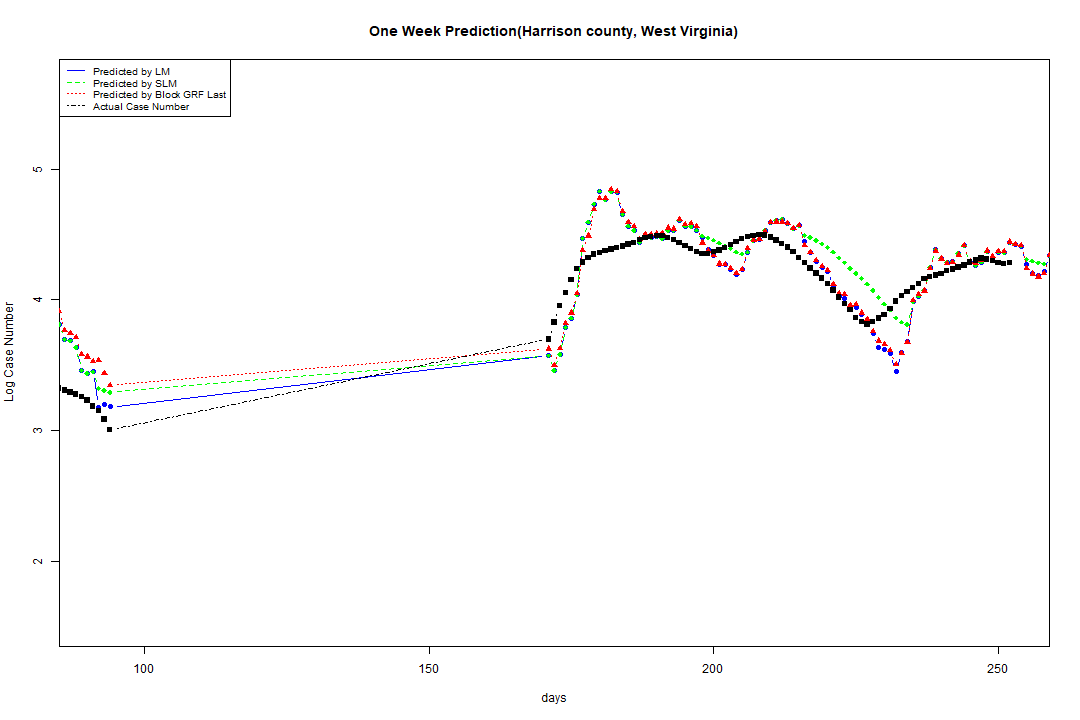 One Week Prediction(Harrison county, West Virginia)
Predicted by LM
Predicted by SLM
Predicted by Block GRF Last
Actual Case Number
5
4
3
2
Log Case Number
100 150 200 250
days